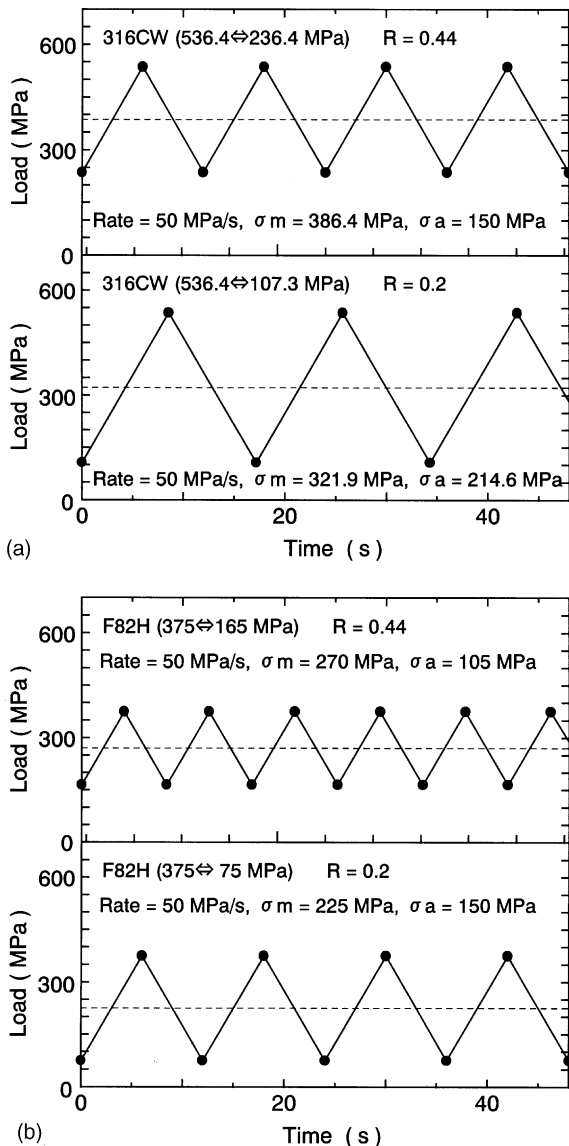 316CW (536.4⇔236.4 MPa) R = 0.44
600
300
0
Load ( MPa )
Rate = 50 MPa/s, σ m = 386.4 MPa, σ a = 150 MPa
316CW (536.4⇔107.3 MPa) R = 0.2
600
300
0
Load ( MPa )
Rate = 50 MPa/s, σ m = 321.9 MPa, σ a = 214.6 MPa
0 20 40
Time ( s )
(a)
F82H (375⇔165 MPa) R = 0.44
Rate = 50 MPa/s, σ m = 270 MPa, σ a = 105 MPa
600
300
0
Load ( MPa )
F82H (375⇔ 75 MPa) R = 0.2
Rate = 50 MPa/s, σ m = 225 MPa, σ a = 150 MPa
600
300
0
Load ( MPa )
0 20 40
Time ( s )
(b)